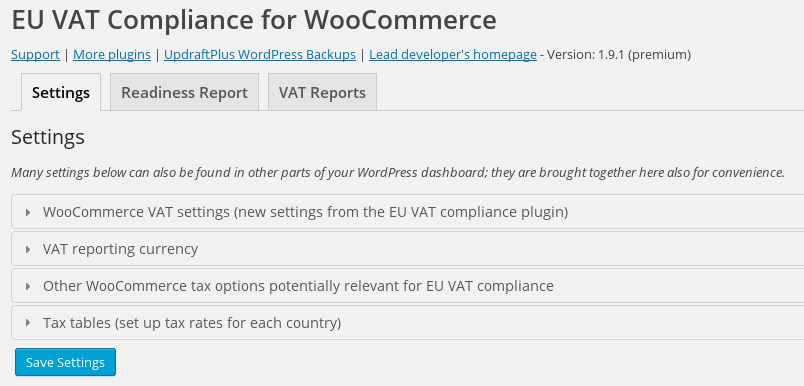 EU VAT Compliance for WooCommerce
Support | More plugins | UpdraftPlus WordPress Backups | Lead developer's homepage - Version: 1.9.1 (premium)
Settings Readiness Report VAT Reports
Settings
Many settings below can also be found in other parts of your WordPress dashboard; they are brought together here also for convenience.
WooCommerce VAT settings (new settings from the EU VAT compliance plugin)
VAT reporting currency
Other WooCommerce tax options potentially relevant for EU VAT compliance
Tax tables (set up tax rates for each country)
Save Settings